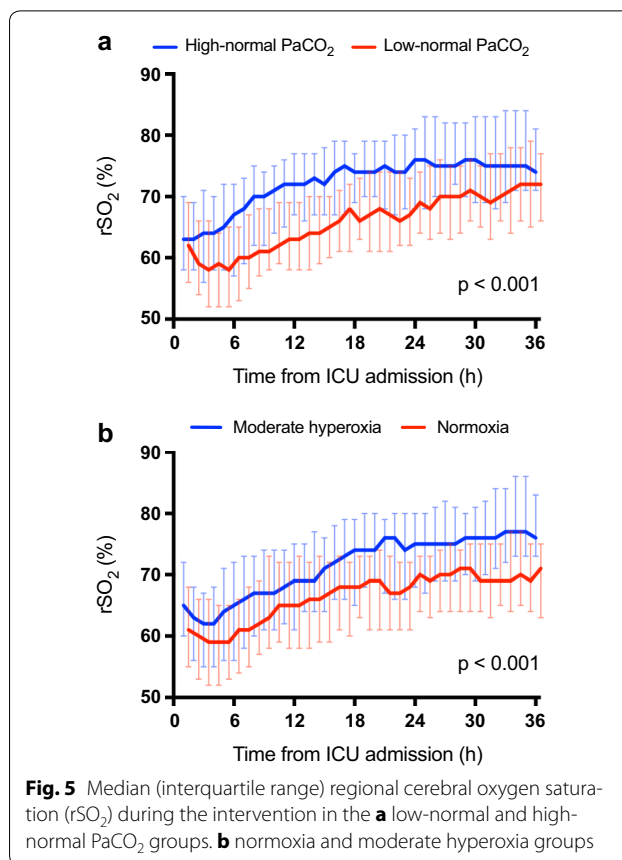 a
High-normal PaCO₂ Low-normal PaCO₂
90
80
70
60
50
rSO₂ (%)
p < 0.001
0 6 12 18 24 30 36
Time from ICU admission (h)
b
Moderate hyperoxia Normoxia
90
80
70
60
50
rSO₂ (%)
p < 0.001
0 6 12 18 24 30 36
Time from ICU admission (h)
Fig. 5 Median (interquartile range) regional cerebral oxygen satura-
tion (rSO₂) during the intervention in the a low-normal and high-
normal PaCO₂ groups. b normoxia and moderate hyperoxia groups